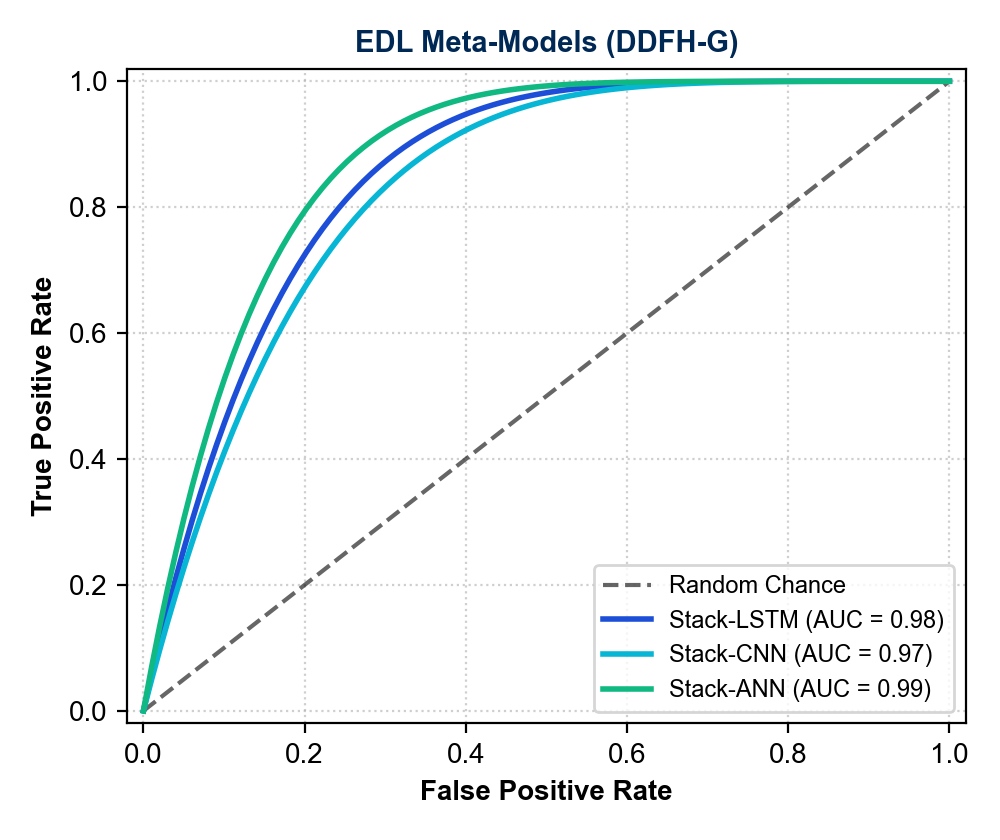 EDL Meta-Models (DDFH-G)
True Positive Rate
1.0
0.8
0.6
0.4
0.2
0.0
Random Chance
Stack-LSTM (AUC = 0.98)
Stack-CNN (AUC = 0.97)
Stack-ANN (AUC = 0.99)
0.0 0.2 0.4 0.6 0.8 1.0
False Positive Rate